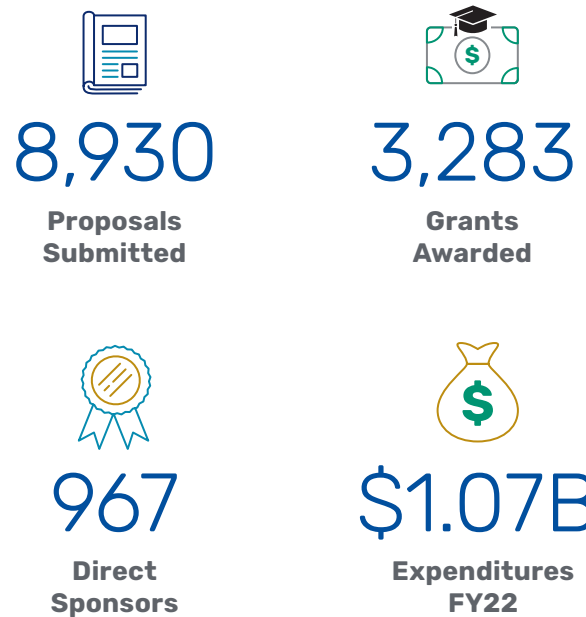 8,930
Proposals
Submitted
3,283
Grants
Awarded
967
Direct
Sponsors
$
$1.07B
Expenditures
FY22